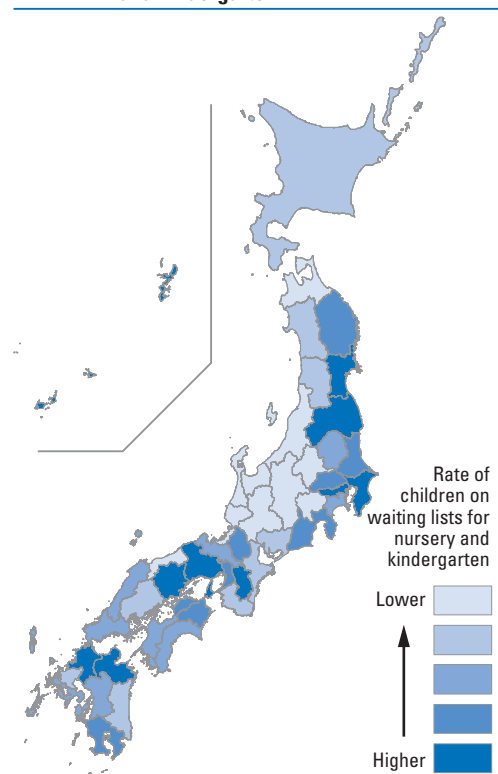 Rate of
children on
waiting lists for
nursery and
kindergarten
Lower
Higher